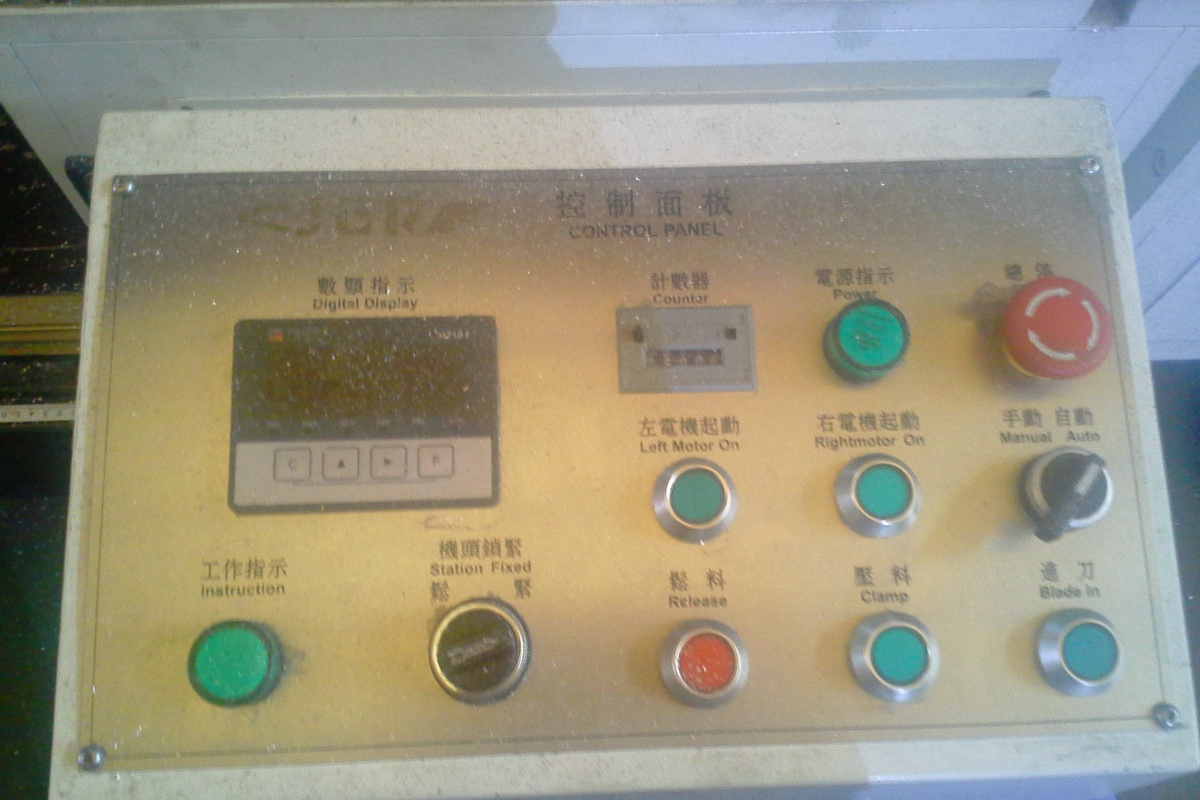 控制面板
CONTROL PANEL
數顯指示
Digital Display
計數器
Counter
電源指示
Power
C
P
左電機起動
Left Motor On
右電機起動
Rightmotor On
手動 自動
Manual Auto
工作指示
Instruction
機頭鎖緊
Station Fixed
鬆 緊
鬆料
Release
壓料
Clamp
進刀
Blade In